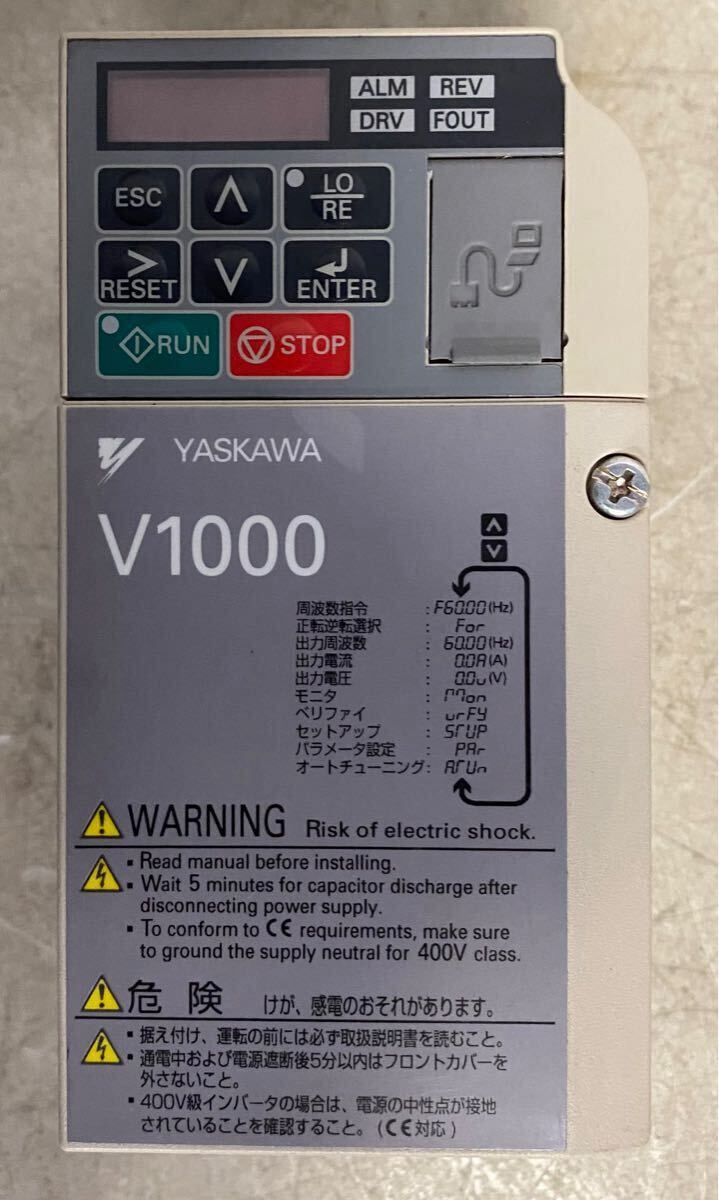 ALM REV
DRV FOUT
ESC ∧ LO/RE
> RESET ∨ ENTER
RUN STOP
YASKAWA
V1000
周波数指令 : F60.00(Hz)
正転逆転選択 : For
出力周波数 : 60.00(Hz)
出力電流 : 0.0A(A)
出力電圧 : 0.0v(V)
モニタ : Mon
ベリファイ : vrFy
セットアップ : STUP
パラメータ設定 : PAr
オートチューニング : ATUn
WARNING Risk of electric shock.
▪ Read manual before installing.
▪ Wait 5 minutes for capacitor discharge after
disconnecting power supply.
▪ To conform to CE requirements, make sure
to ground the supply neutral for 400V class.
危 険 けが、感電のおそれがあります。
▪ 据え付け、運転の前には必ず取扱説明書を読むこと。
▪ 通電中および電源遮断後5分以内はフロントカバーを
外さないこと。
▪ 400V級インバータの場合は、電源の中性点が接地
されていることを確認すること。(CE対応)